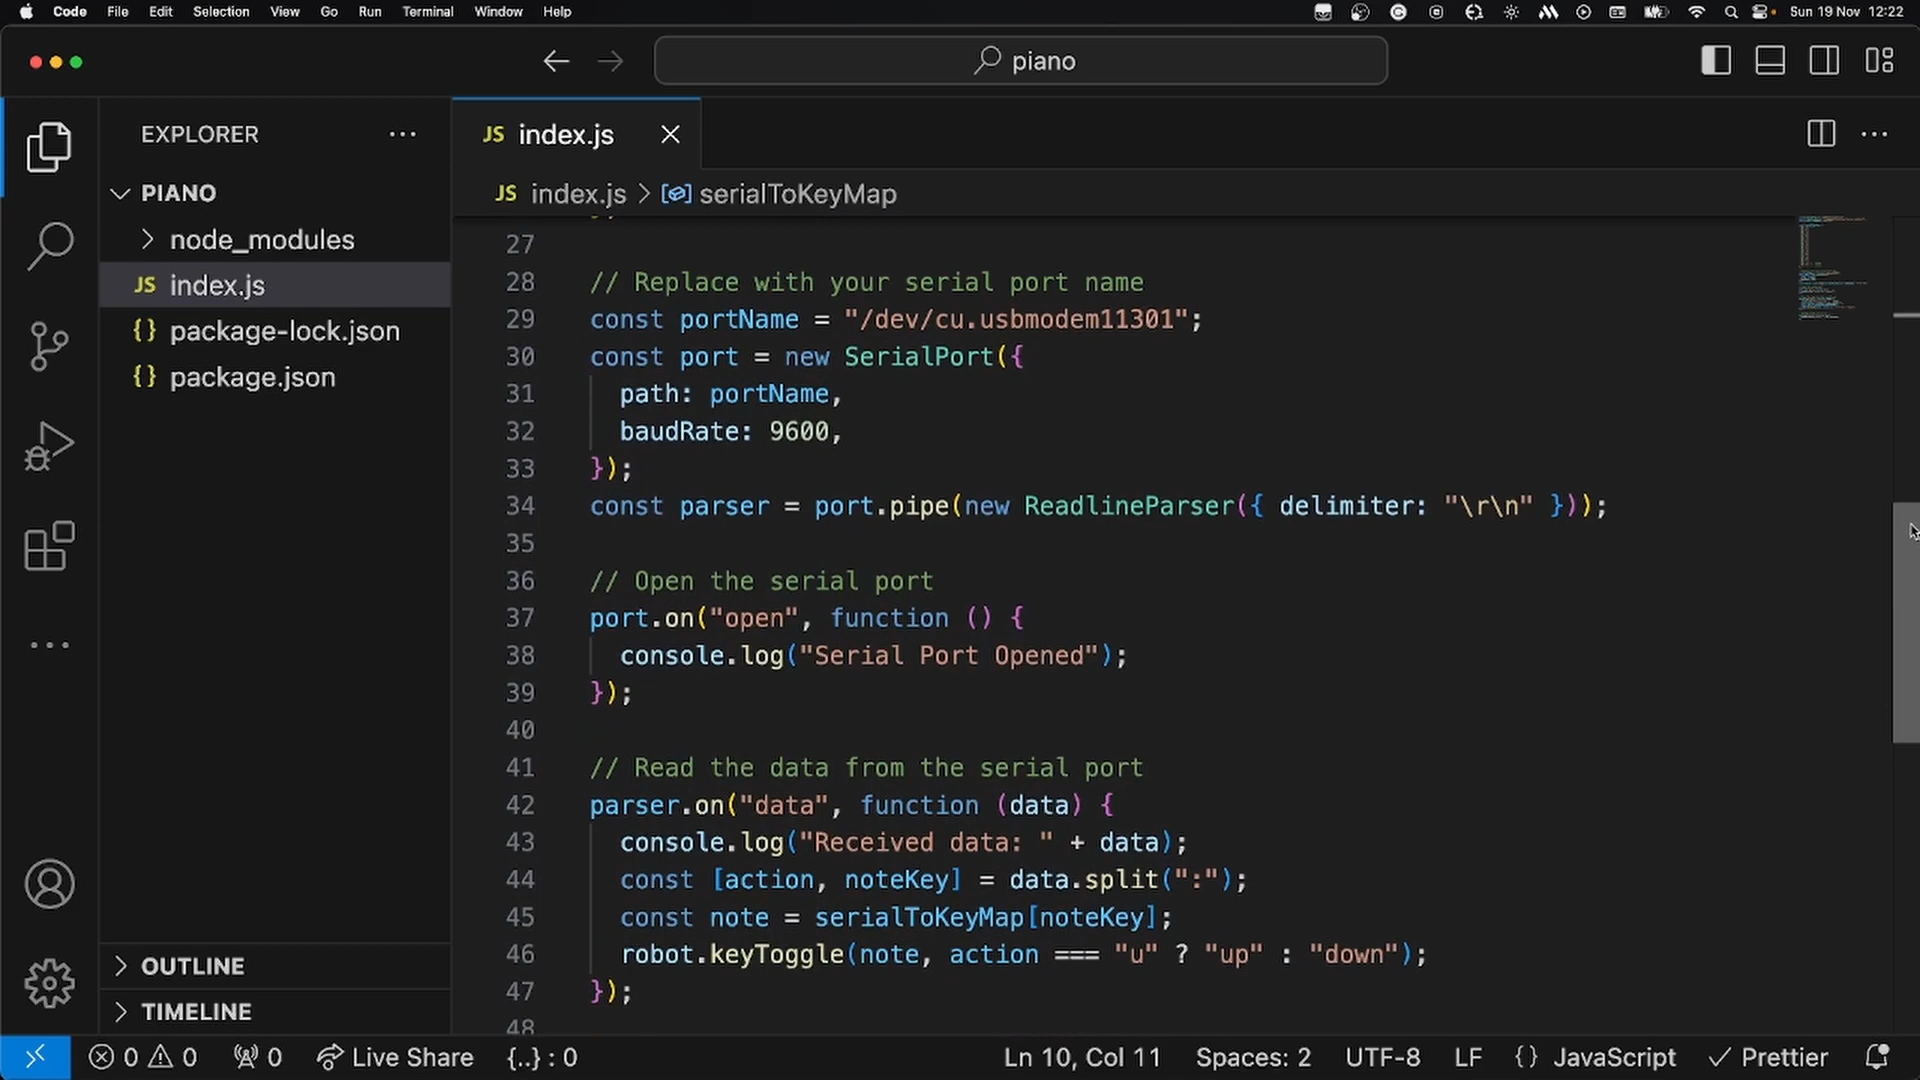 Code File Edit Selection View Go Run Terminal Window Help Sun 19 Nov 12:22
piano
EXPLORER ...
JS index.js
PIANO
node_modules
JS index.js
{} package-lock.json
{} package.json
JS index.js > serialToKeyMap
27
28 // Replace with your serial port name
29 const portName = "/dev/cu.usbmodem11301";
30 const port = new SerialPort({
31 path: portName,
32 baudRate: 9600,
33 });
34 const parser = port.pipe(new ReadlineParser({ delimiter: "\r\n" }));
35
36 // Open the serial port
37 port.on("open", function () {
38 console.log("Serial Port Opened");
39 });
40
41 // Read the data from the serial port
42 parser.on("data", function (data) {
43 console.log("Received data: " + data);
44 const [action, noteKey] = data.split(":");
45 const note = serialToKeyMap[noteKey];
46 robot.keyToggle(note, action === "u" ? "up" : "down");
47 });
48
OUTLINE
TIMELINE
0 0 0 Live Share {..} : 0 Ln 10, Col 11 Spaces: 2 UTF-8 LF {} JavaScript Prettier